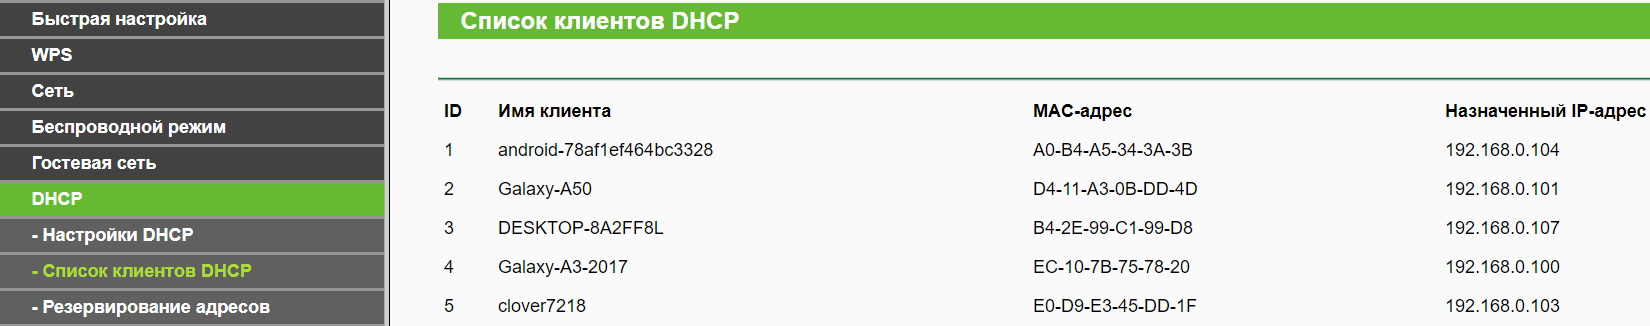 Быстрая настройка
WPS
Сеть
Беспроводной режим
Гостевая сеть
DHCP
- Настройки DHCP
- Список клиентов DHCP
- Резервирование адресов
Список клиентов DHCP
ID Имя клиента MAC-адрес Назначенный IP-адрес
1 android-78af1ef464bc3328 A0-B4-A5-34-3A-3B 192.168.0.104
2 Galaxy-A50 D4-11-A3-0B-DD-4D 192.168.0.101
3 DESKTOP-8A2FF8L B4-2E-99-C1-99-D8 192.168.0.107
4 Galaxy-A3-2017 EC-10-7B-75-78-20 192.168.0.100
5 clover7218 E0-D9-E3-45-DD-1F 192.168.0.103